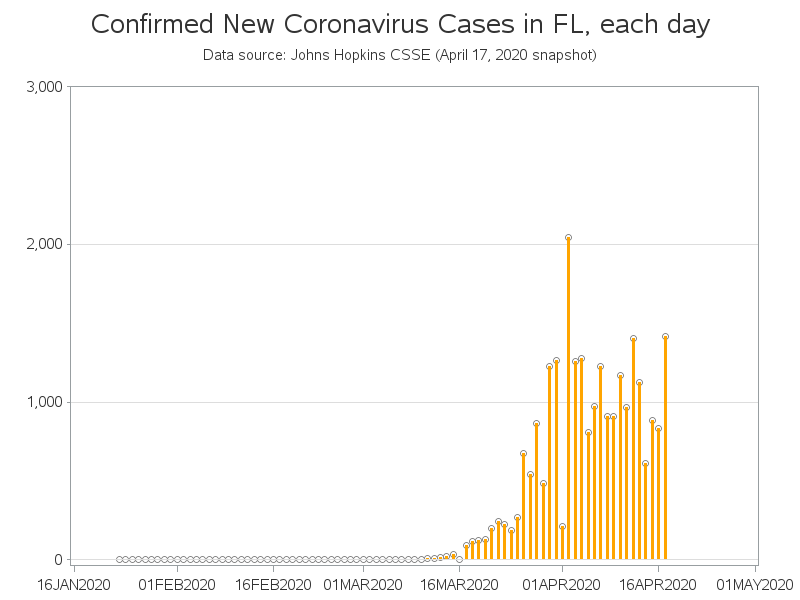 Confirmed New Coronavirus Cases in FL, each day
Data source: Johns Hopkins CSSE (April 17, 2020 snapshot)
3,000
2,000
1,000
0
16JAN2020 01FEB2020 16FEB2020 01MAR2020 16MAR2020 01APR2020 16APR2020 01MAY2020